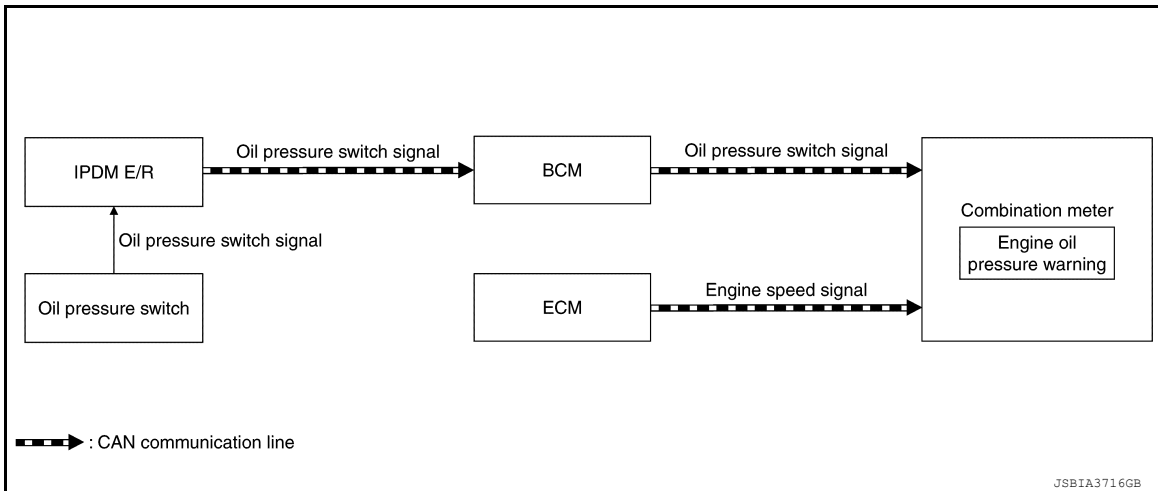 Oil pressure switch signal
Oil pressure switch signal
IPDM E/R
BCM
Combination meter
Engine oil
pressure warning
Oil pressure switch signal
Engine speed signal
Oil pressure switch
ECM
: CAN communication line
JSBIA3716GB